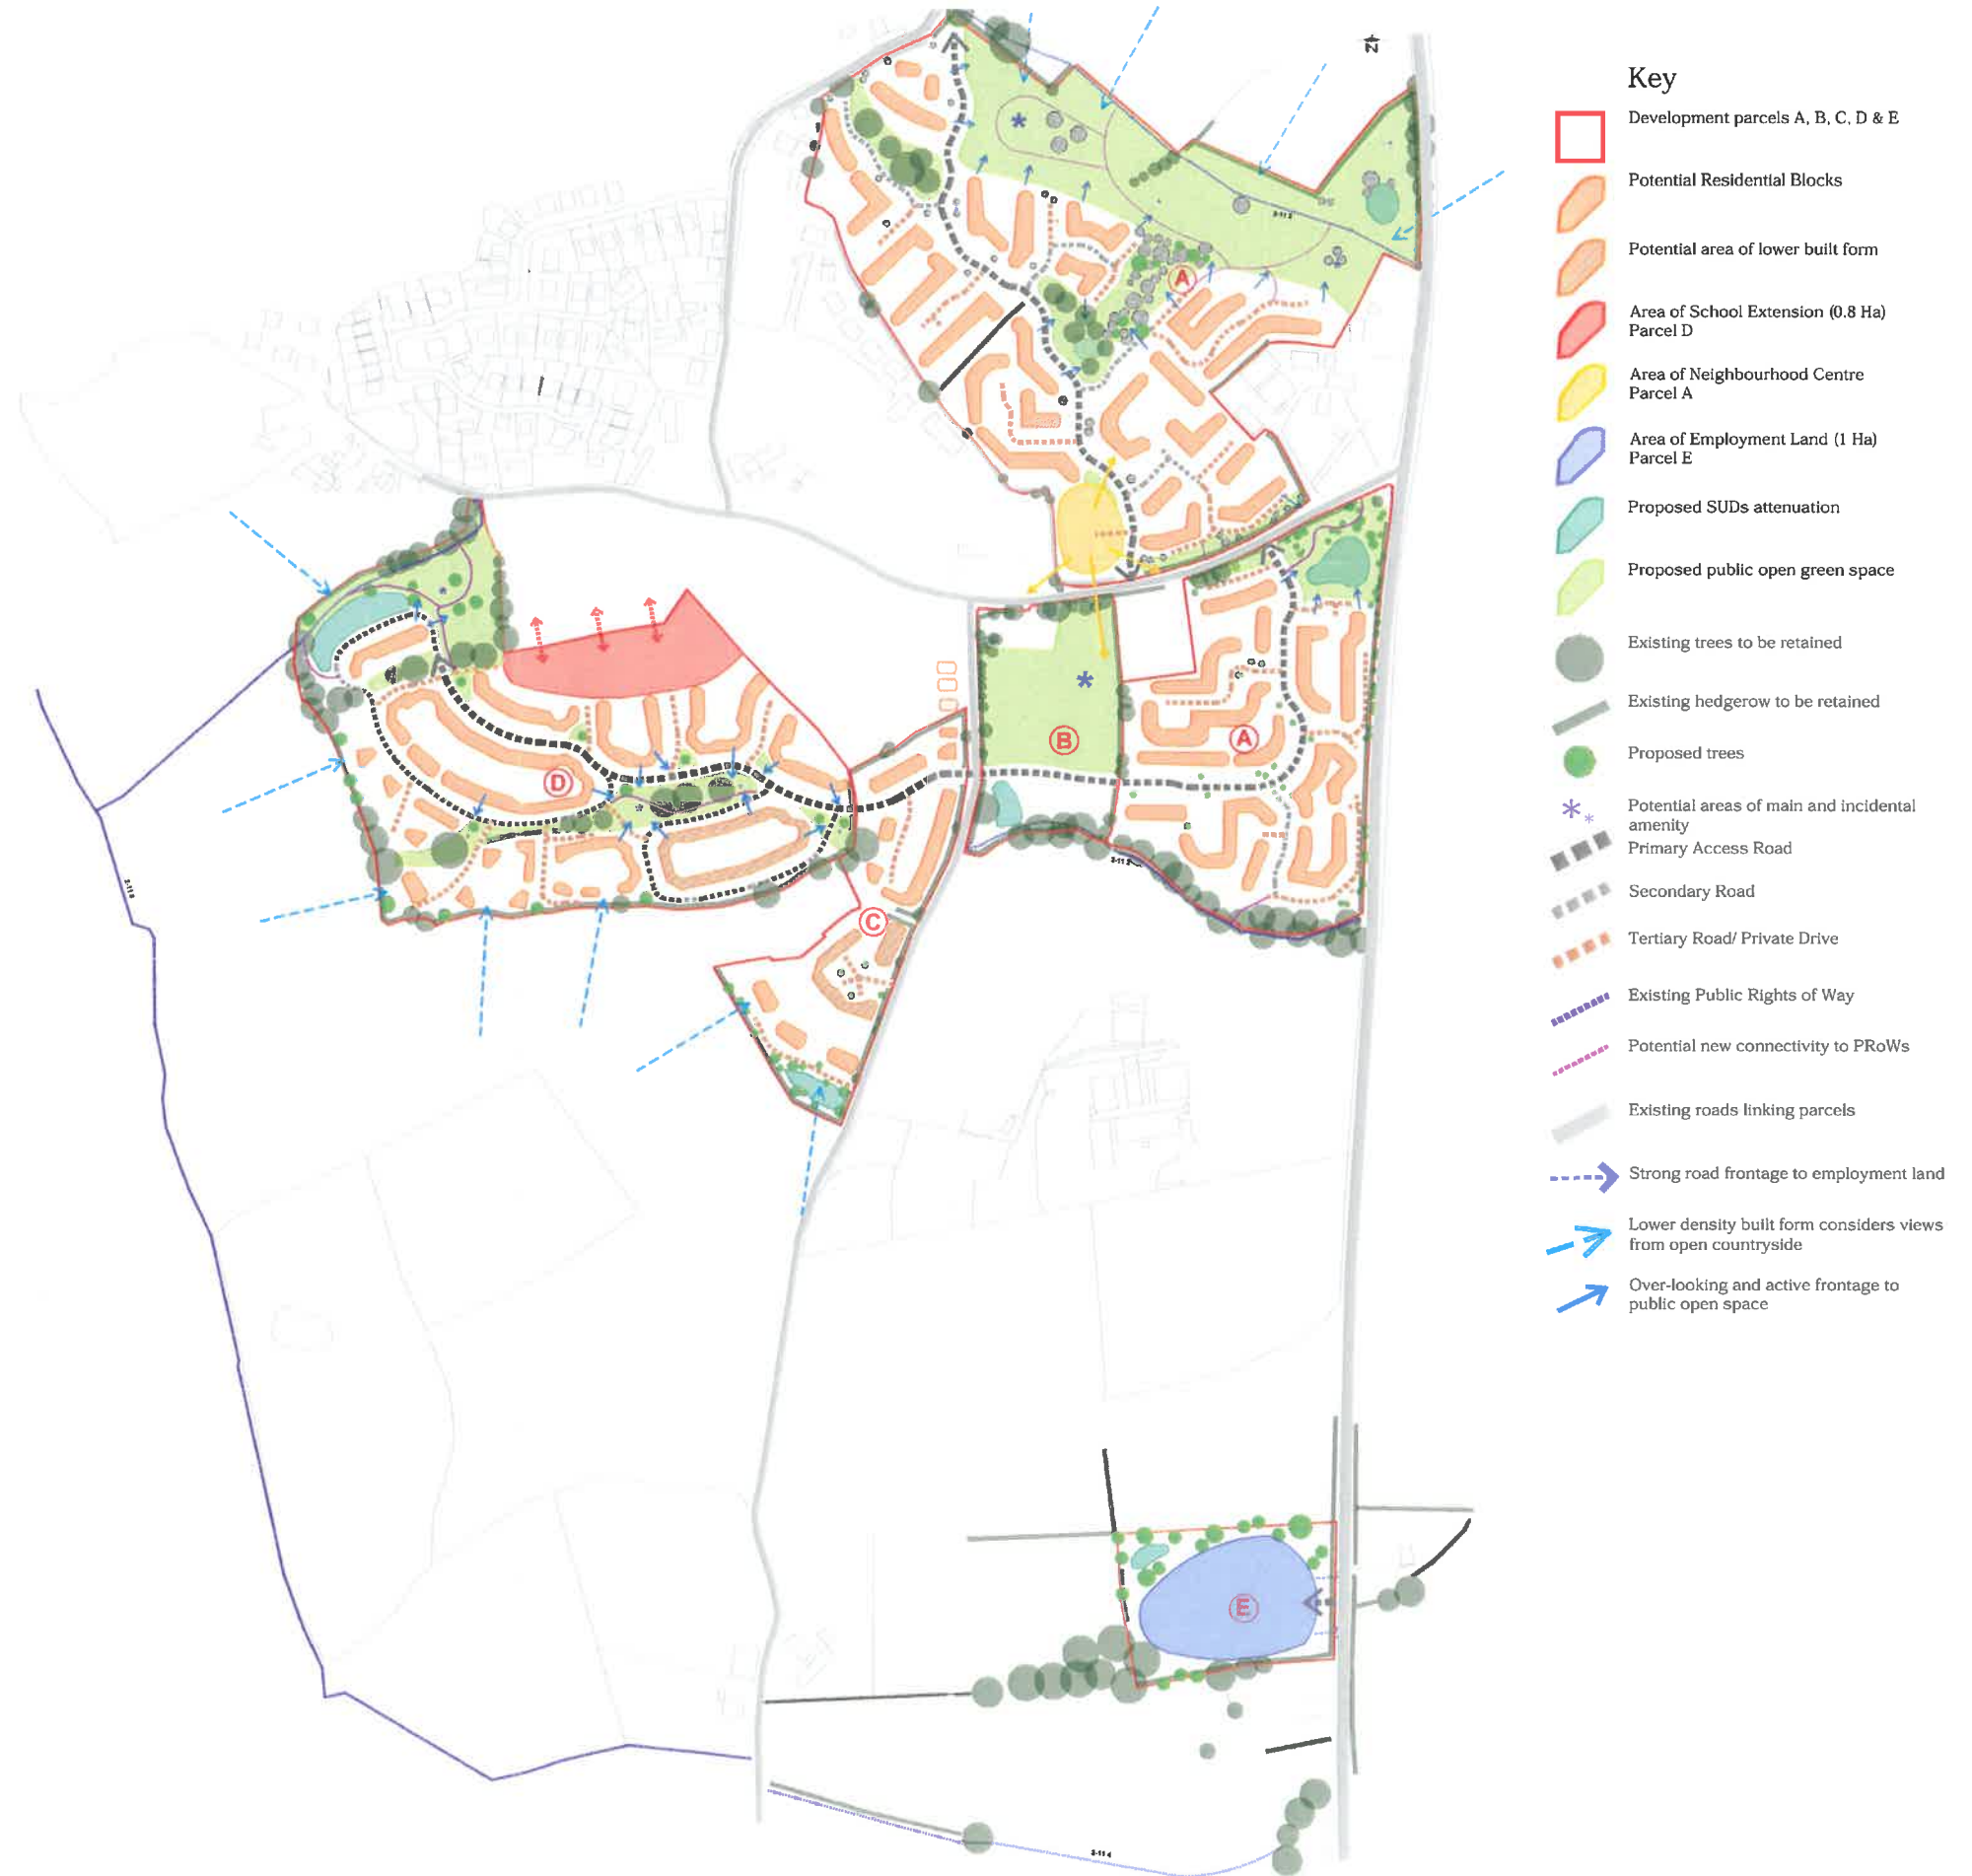 N
Key
Development parcels A, B, C, D & E
Potential Residential Blocks
Potential area of lower built form
Area of School Extension (0.8 Ha)
Parcel D
Area of Neighbourhood Centre
Parcel A
Area of Employment Land (1 Ha)
Parcel E
Proposed SUDs attenuation
Proposed public open green space
Existing trees to be retained
Existing hedgerow to be retained
Proposed trees
Potential areas of main and incidental
amenity
Primary Access Road
Secondary Road
Tertiary Road/ Private Drive
Existing Public Rights of Way
Potential new connectivity to PRoWs
Existing roads linking parcels
Strong road frontage to employment land
Lower density built form considers views
from open countryside
Over-looking and active frontage to
public open space
A
B
A
D
C
E